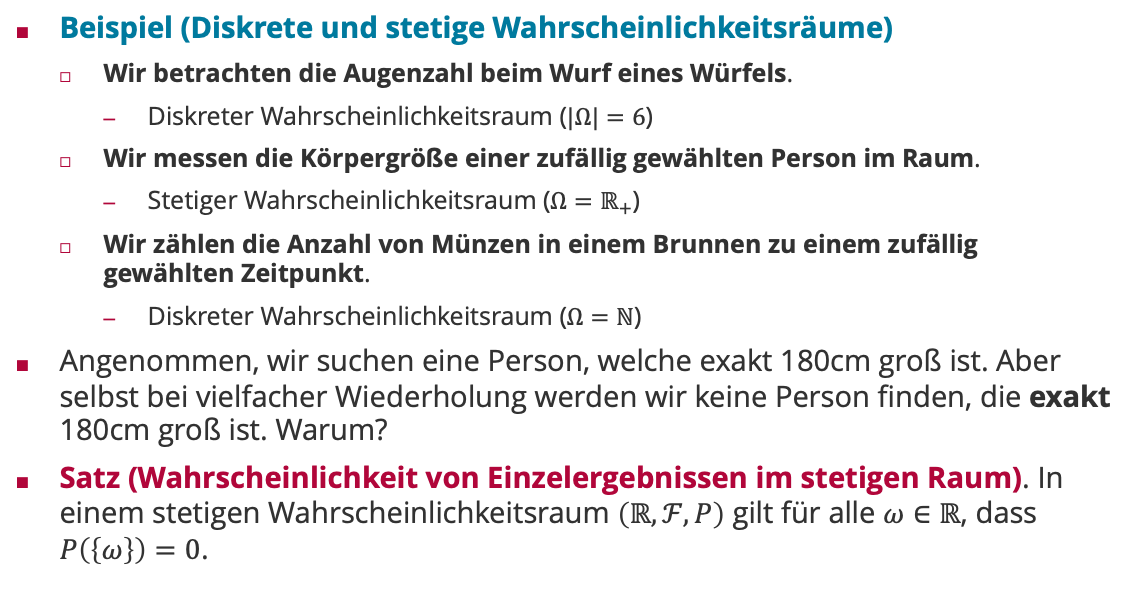 Beispiel (Diskrete und stetige Wahrscheinlichkeitsräume)
Wir betrachten die Augenzahl beim Wurf eines Würfels.
– Diskreter Wahrscheinlichkeitsraum (|Ω| = 6)
Wir messen die Körpergröße einer zufällig gewählten Person im Raum.
– Stetiger Wahrscheinlichkeitsraum (Ω = ℝ₊)
Wir zählen die Anzahl von Münzen in einem Brunnen zu einem zufällig
gewählten Zeitpunkt.
– Diskreter Wahrscheinlichkeitsraum (Ω = ℕ)
Angenommen, wir suchen eine Person, welche exakt 180cm groß ist. Aber
selbst bei vielfacher Wiederholung werden wir keine Person finden, die exakt
180cm groß ist. Warum?
Satz (Wahrscheinlichkeit von Einzelergebnissen im stetigen Raum). In
einem stetigen Wahrscheinlichkeitsraum (ℝ, ℱ, P) gilt für alle ω ∈ ℝ, dass
P({ω}) = 0.